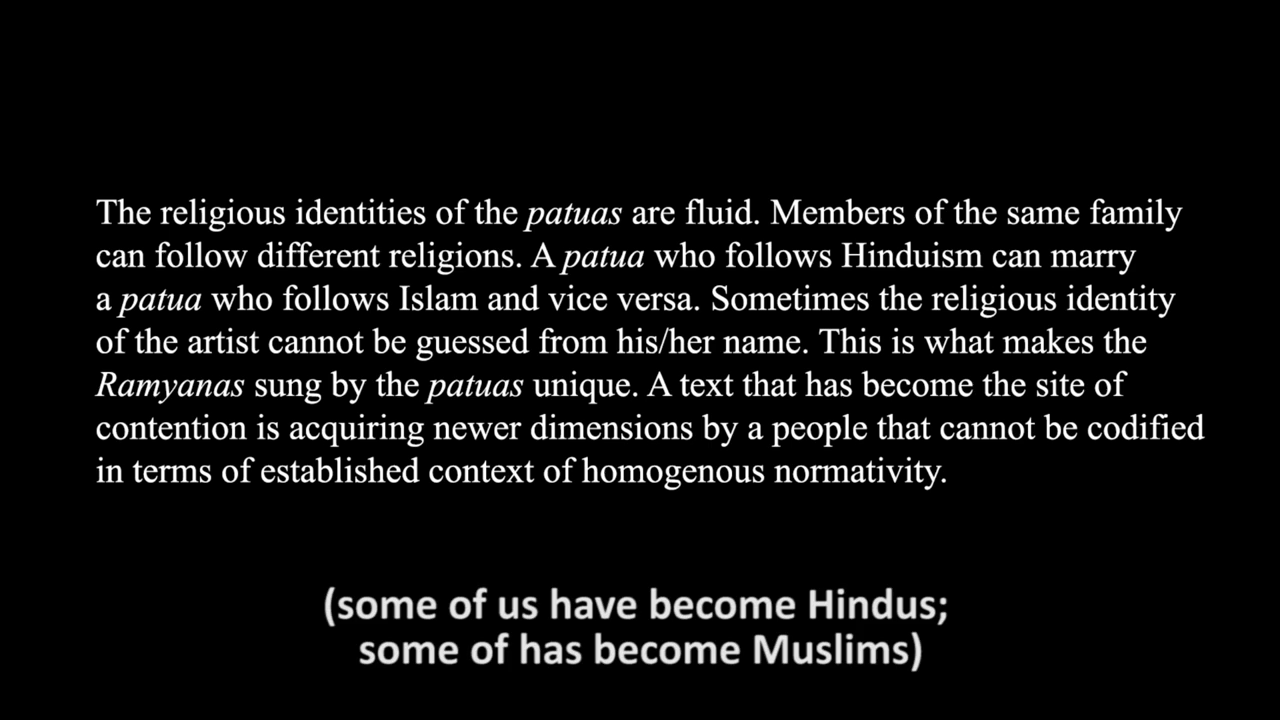 The religious identities of the patuas are fluid. Members of the same family
can follow different religions. A patua who follows Hinduism can marry
a patua who follows Islam and vice versa. Sometimes the religious identity
of the artist cannot be guessed from his/her name. This is what makes the
Ramyanas sung by the patuas unique. A text that has become the site of
contention is acquiring newer dimensions by a people that cannot be codified
in terms of established context of homogenous normativity.
(some of us have become Hindus;
some of has become Muslims)